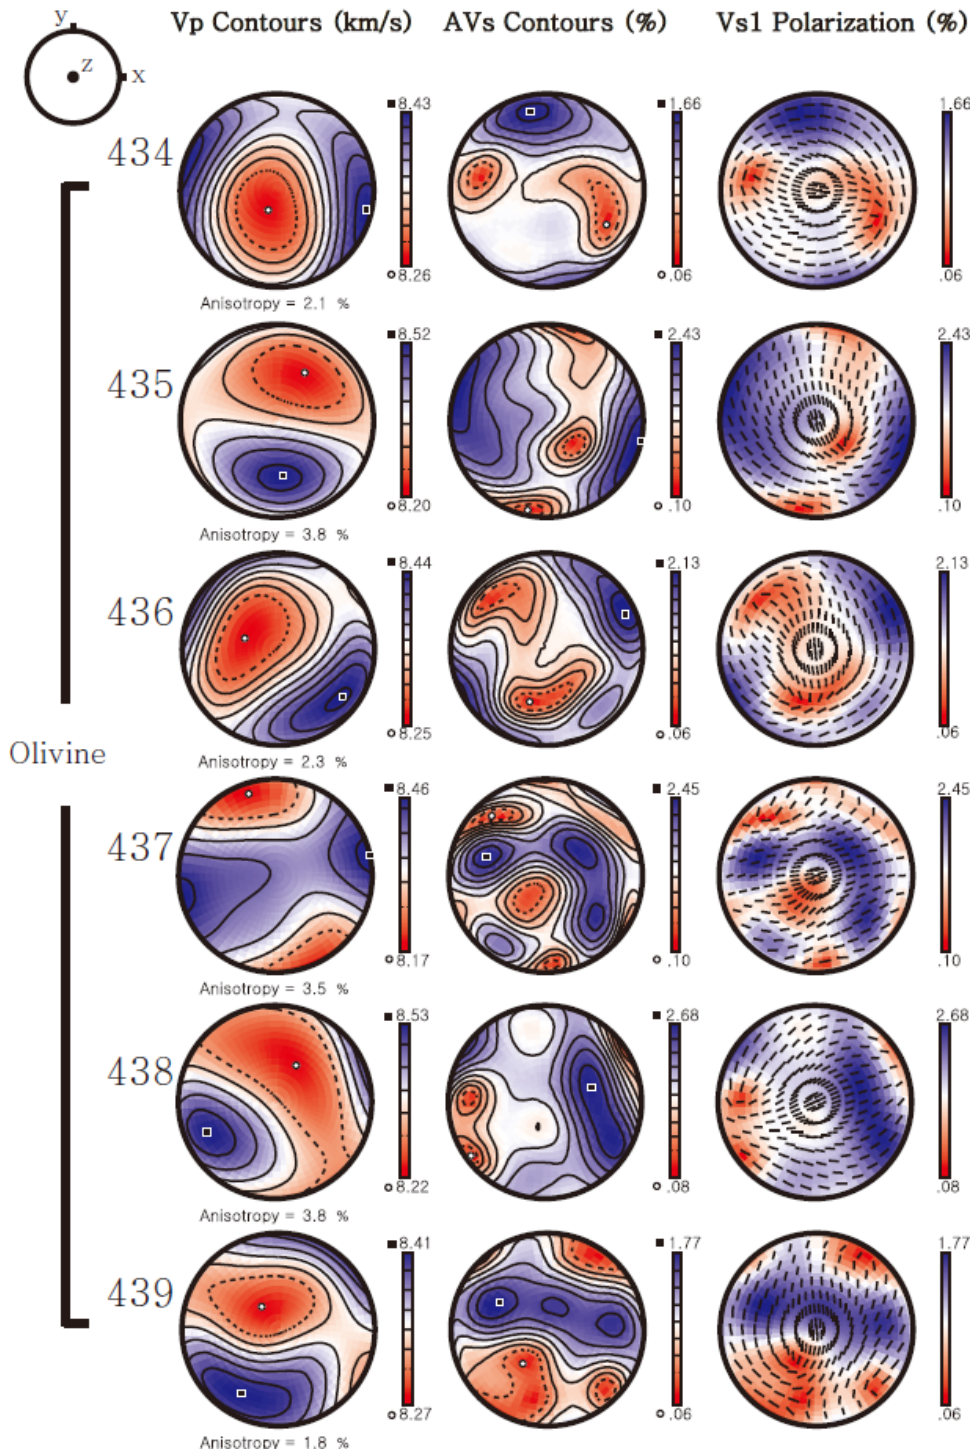 Vp Contours (km/s) AVs Contours (%) Vs1 Polarization (%)
y
z
x
434
8.43 1.66 1.66
8.26 .06 .06
Anisotropy = 2.1 %
435
8.52 2.43 2.43
8.20 .10 .10
Anisotropy = 3.8 %
436
8.44 2.13 2.13
8.25 .06 .06
Olivine
Anisotropy = 2.3 %
437
8.46 2.45 2.45
8.17 .10 .10
Anisotropy = 3.5 %
438
8.53 2.68 2.68
8.22 .08 .08
Anisotropy = 3.8 %
439
8.41 1.77 1.77
8.27 .06 .06
Anisotropy = 1.8 %